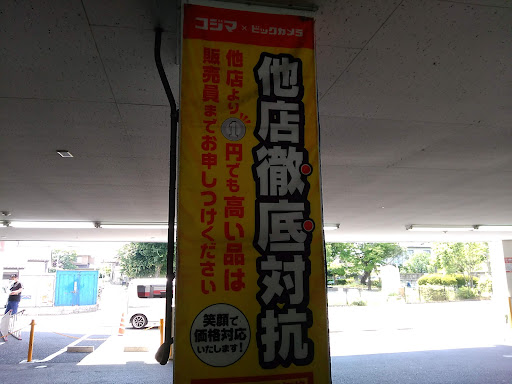 コジマ×ビックカメラ
他店徹底対抗
他店より1円でも高い品は
販売員までお申しつけください
笑顔で
価格対応
いたします!